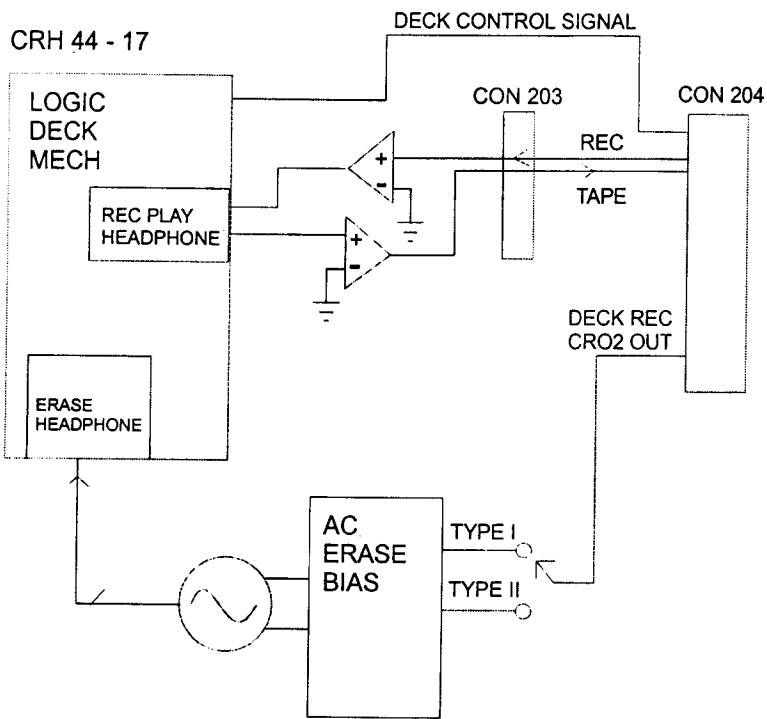 DECK CONTROL SIGNAL
CRH 44 - 17
LOGIC
DECK
MECH
CON 203
CON 204
REC
TAPE
REC PLAY
HEADPHONE
+
-
+
-
DECK REC
CRO2 OUT
ERASE
HEADPHONE
AC
ERASE
BIAS
TYPE I
TYPE II